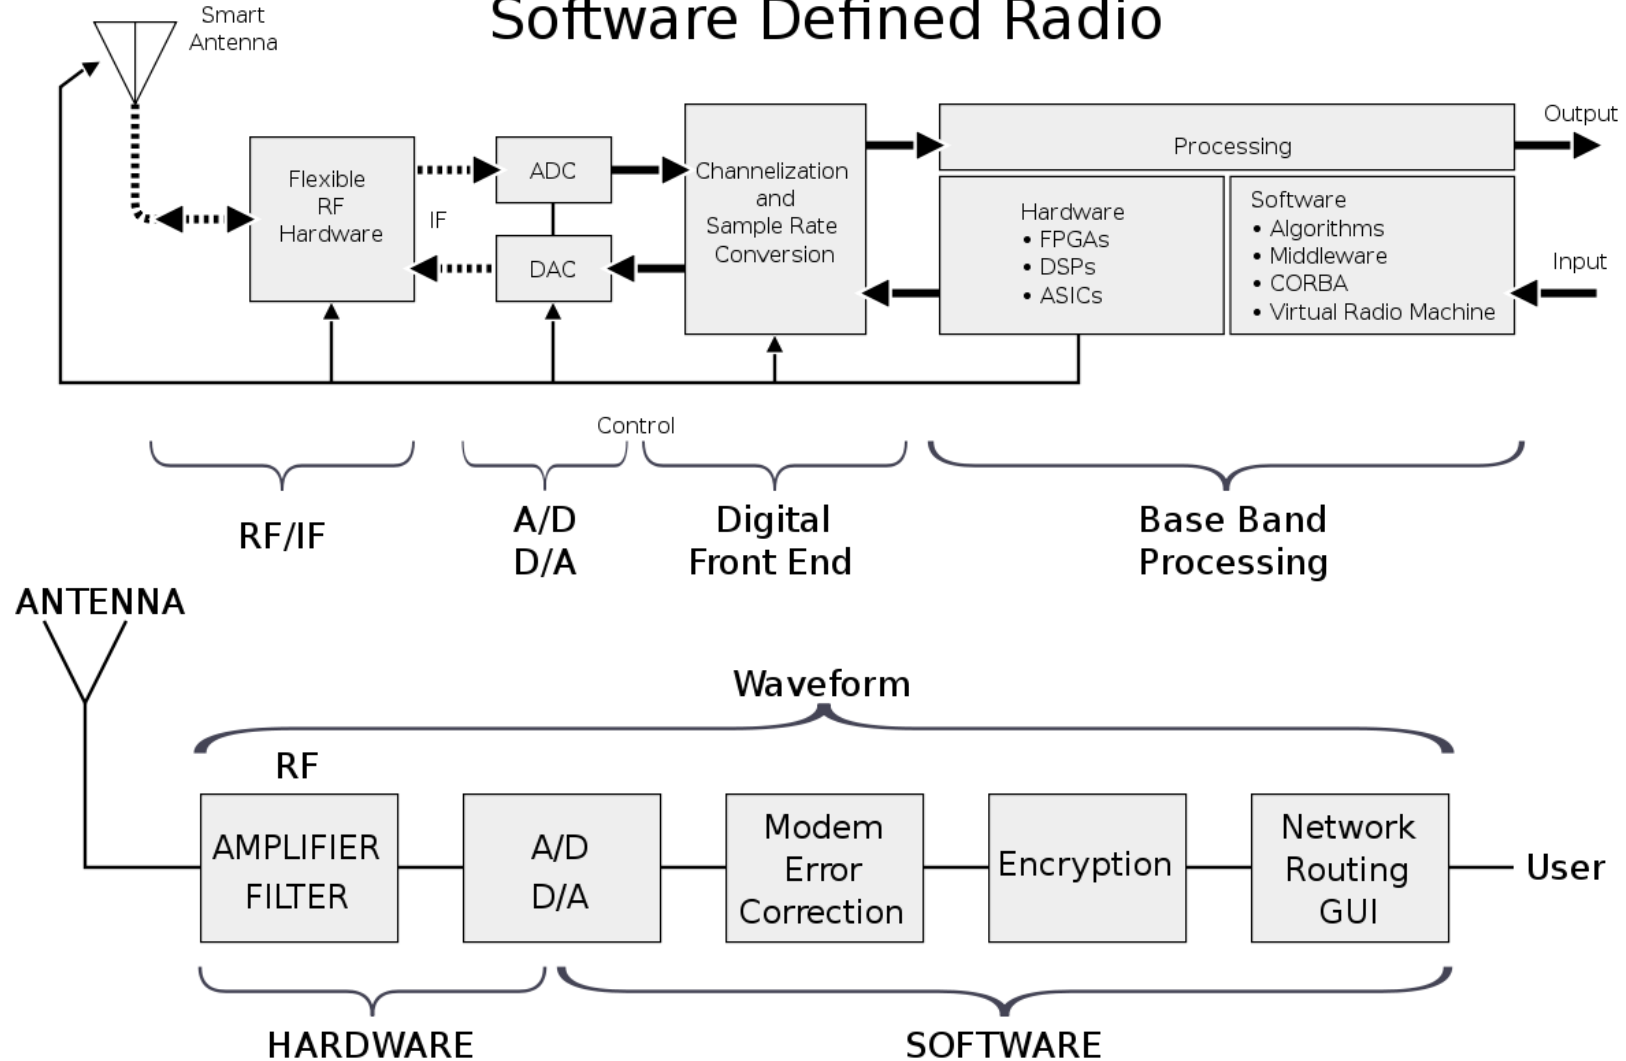 Software Defined Radio
Smart
Antenna
Flexible
RF
Hardware
IF
ADC
DAC
Channelization
and
Sample Rate
Conversion
Processing
Hardware
• FPGAs
• DSPs
• ASICs
Software
• Algorithms
• Middleware
• CORBA
• Virtual Radio Machine
Output
Input
Control
RF/IF
A/D
D/A
Digital
Front End
Base Band
Processing
ANTENNA
Waveform
RF
AMPLIFIER
FILTER
A/D
D/A
Modem
Error
Correction
Encryption
Network
Routing
GUI
User
HARDWARE
SOFTWARE